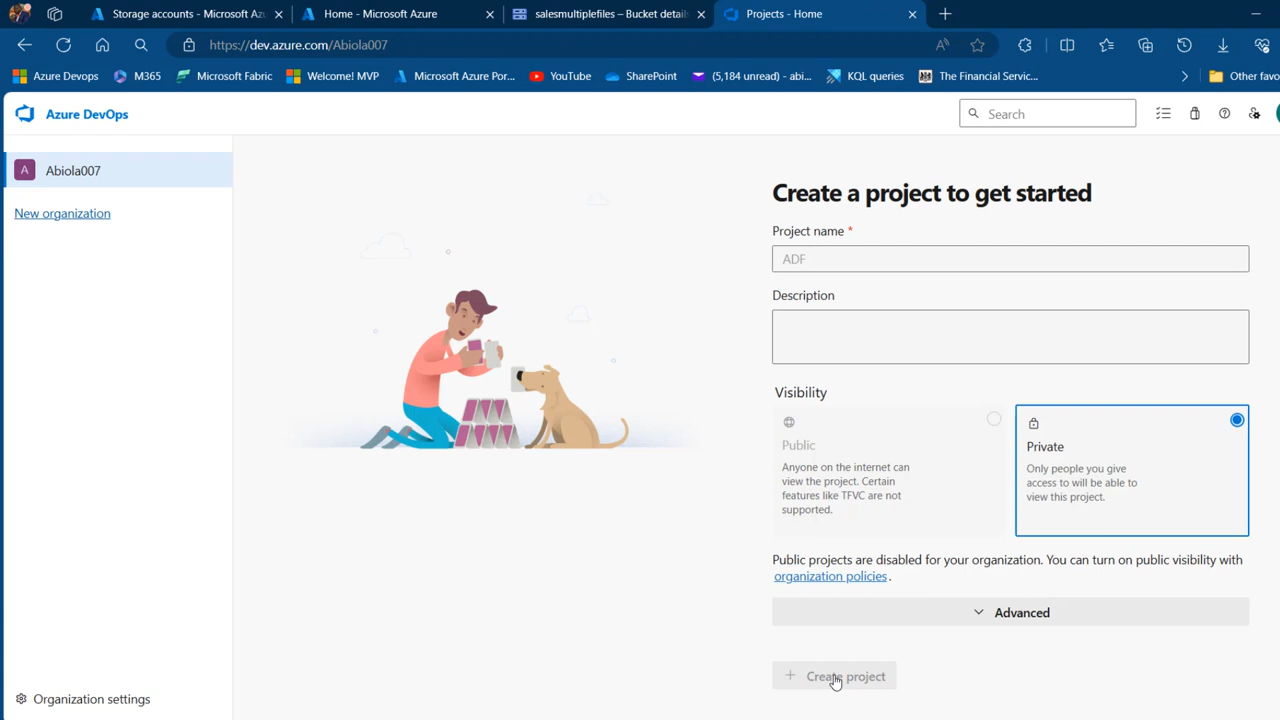 Storage accounts - Microsoft Azu
Home - Microsoft Azure
salesmultiplefiles – Bucket details
Projects - Home
https://dev.azure.com/Abiola007
Azure Devops
M365
Microsoft Fabric
Welcome! MVP
Microsoft Azure Por...
YouTube
SharePoint
(5,184 unread) - abi...
KQL queries
The Financial Servic...
Other favo
Azure DevOps
Search
A
Abiola007
New organization
Create a project to get started
Project name *
ADF
Description
Visibility
Public
Anyone on the internet can
view the project. Certain
features like TFVC are not
supported.
Private
Only people you give
access to will be able to
view this project.
Public projects are disabled for your organization. You can turn on public visibility with
organization policies.
Advanced
Create project
Organization settings